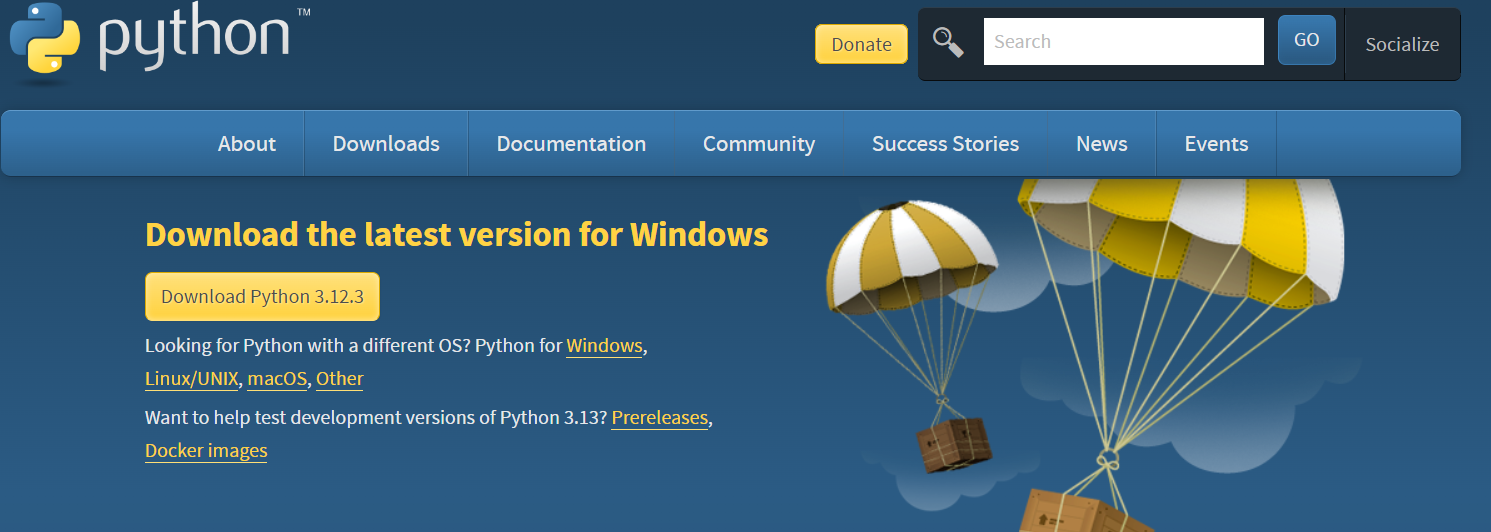 python™
Donate
Search
GO
Socialize
About
Downloads
Documentation
Community
Success Stories
News
Events
Download the latest version for Windows
Download Python 3.12.3
Looking for Python with a different OS? Python for Windows,
Linux/UNIX, macOS, Other
Want to help test development versions of Python 3.13? Prereleases,
Docker images